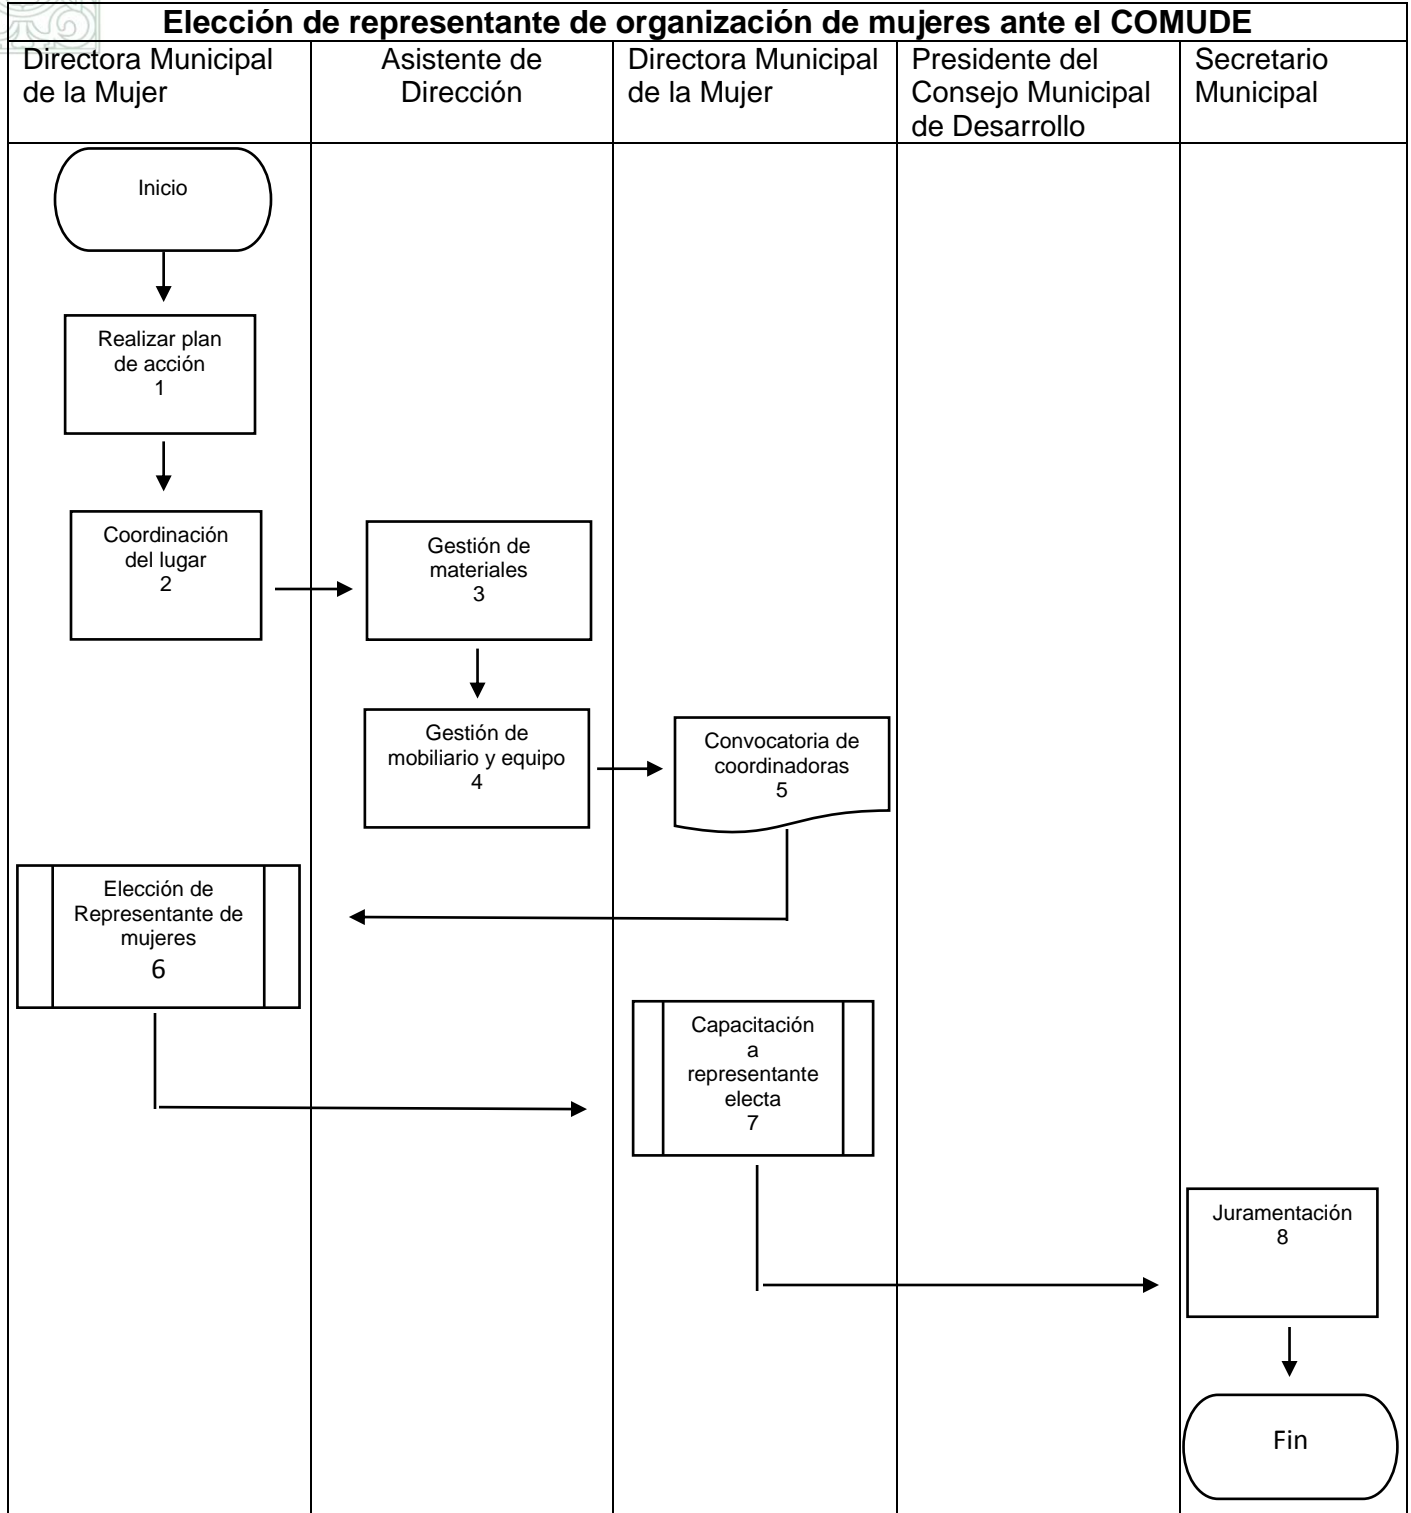 Elección de representante de organización de mujeres ante el COMUDE
Directora Municipal
de la Mujer
Asistente de
Dirección
Directora Municipal
de la Mujer
Presidente del
Consejo Municipal
de Desarrollo
Secretario
Municipal
Inicio
Realizar plan
de acción
1
Coordinación
del lugar
2
Gestión de
materiales
3
Gestión de
mobiliario y equipo
4
Convocatoria de
coordinadoras
5
Elección de
Representante de
mujeres
6
Capacitación
a
representante
electa
7
Juramentación
8
Fin